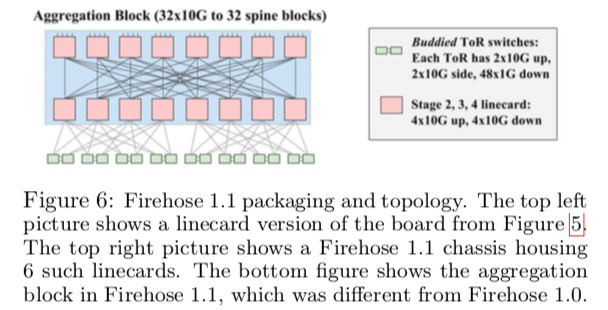 Aggregation Block (32x10G to 32 spine blocks)
Buddied ToR switches:
Each ToR has 2x10G up,
2x10G side, 48x1G down
Stage 2, 3, 4 linecard:
4x10G up, 4x10G down
Figure 6: Firehose 1.1 packaging and topology. The top left
picture shows a linecard version of the board from Figure 5.
The top right picture shows a Firehose 1.1 chassis housing
6 such linecards. The bottom figure shows the aggregation
block in Firehose 1.1, which was different from Firehose 1.0.